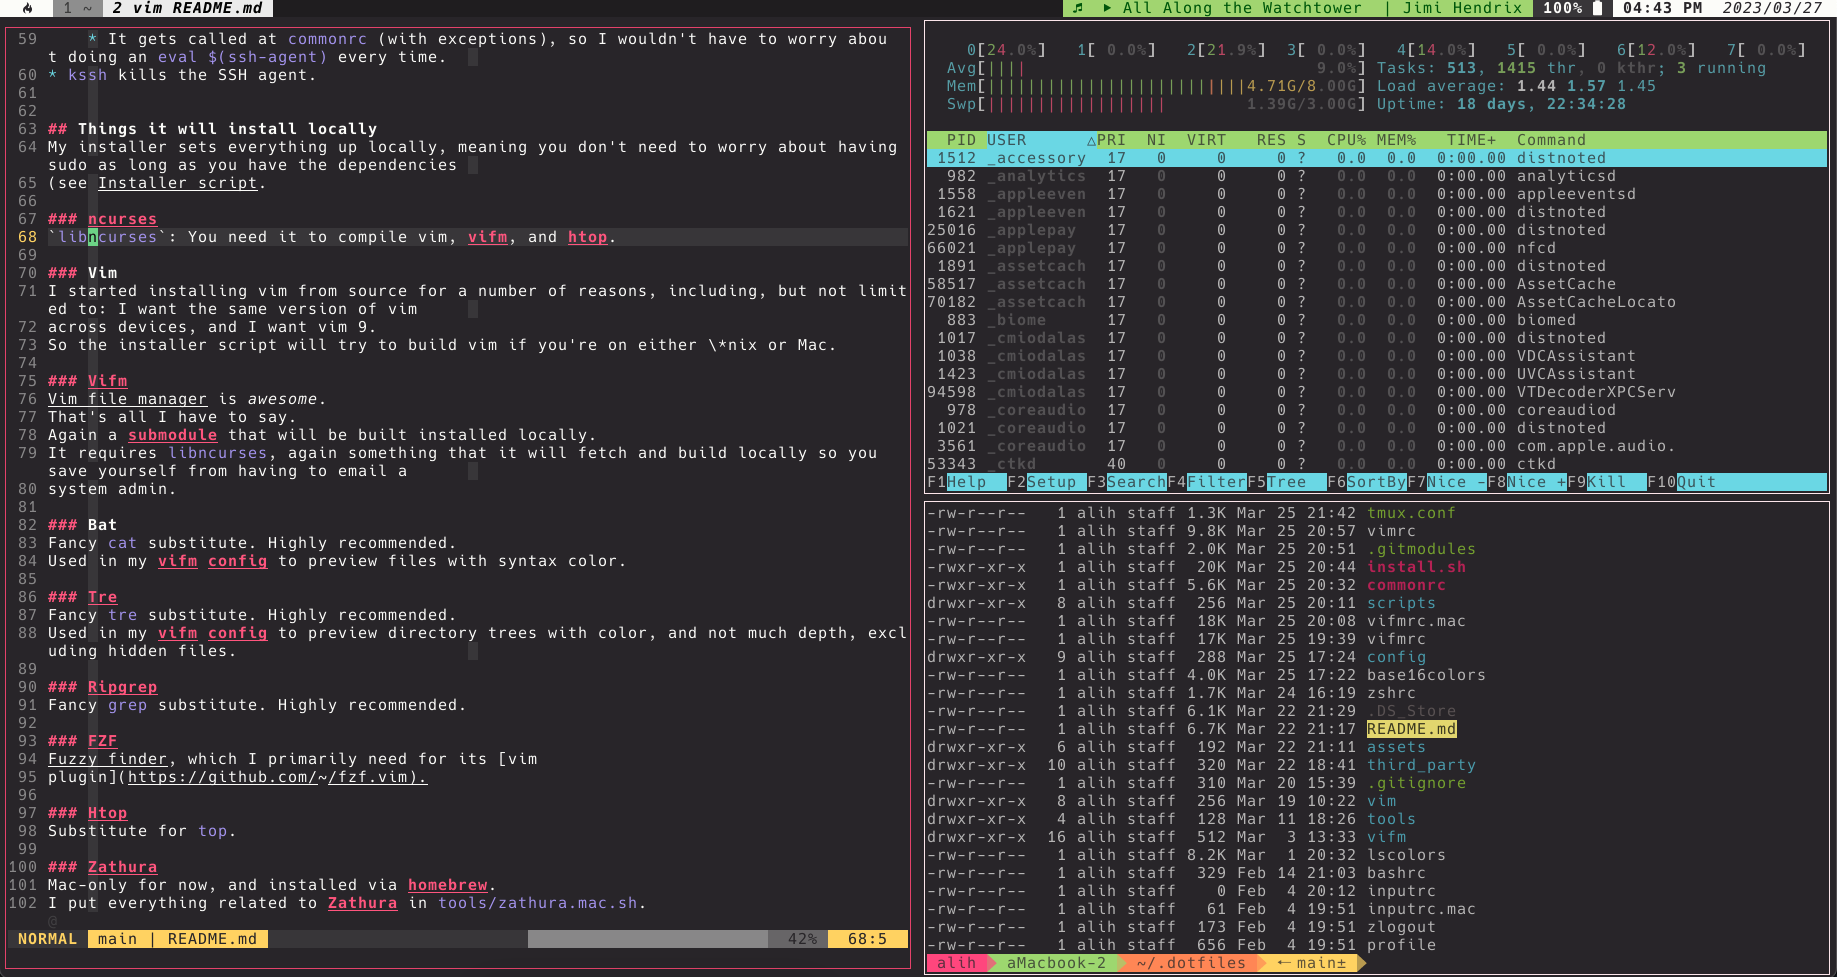 1 ~ 2 vim README.md
♫ ▶ All Along the Watchtower | Jimi Hendrix 100% 04:43 PM 2023/03/27
59 * It gets called at commonrc (with exceptions), so I wouldn't have to worry abou
t doing an eval $(ssh-agent) every time.
60 * kssh kills the SSH agent.
61
62
63 ## Things it will install locally
64 My installer sets everything up locally, meaning you don't need to worry about having
sudo as long as you have the dependencies
65 (see Installer script.
66
67 ### ncurses
68 `libncurses`: You need it to compile vim, vifm, and htop.
69
70 ### Vim
71 I started installing vim from source for a number of reasons, including, but not limit
ed to: I want the same version of vim
72 across devices, and I want vim 9.
73 So the installer script will try to build vim if you're on either \*nix or Mac.
74
75 ### Vifm
76 Vim file manager is awesome.
77 That's all I have to say.
78 Again a submodule that will be built installed locally.
79 It requires libncurses, again something that it will fetch and build locally so you
save yourself from having to email a
80 system admin.
81
82 ### Bat
83 Fancy cat substitute. Highly recommended.
84 Used in my vifm config to preview files with syntax color.
85
86 ### Tre
87 Fancy tre substitute. Highly recommended.
88 Used in my vifm config to preview directory trees with color, and not much depth, excl
uding hidden files.
89
90 ### Ripgrep
91 Fancy grep substitute. Highly recommended.
92
93 ### FZF
94 Fuzzy finder, which I primarily need for its [vim
95 plugin](https://github.com/~/fzf.vim).
96
97 ### Htop
98 Substitute for top.
99
100 ### Zathura
101 Mac-only for now, and installed via homebrew.
102 I put everything related to Zathura in tools/zathura.mac.sh.
@
NORMAL main | README.md 42% 68:5
0[24.0%] 1[ 0.0%] 2[21.9%] 3[ 0.0%] 4[14.0%] 5[ 0.0%] 6[12.0%] 7[ 0.0%]
Avg[|||| 9.0%] Tasks: 513, 1415 thr, 0 kthr; 3 running
Mem[||||||||||||||||||||||||||4.71G/8.00G] Load average: 1.44 1.57 1.45
Swp[|||||||||||||||||| 1.39G/3.00G] Uptime: 18 days, 22:34:28
PID USER △PRI NI VIRT RES S CPU% MEM% TIME+ Command
1512 _accessory 17 0 0 0 ? 0.0 0.0 0:00.00 distnoted
982 _analytics 17 0 0 0 ? 0.0 0.0 0:00.00 analyticsd
1558 _appleeven 17 0 0 0 ? 0.0 0.0 0:00.00 appleeventsd
1621 _appleeven 17 0 0 0 ? 0.0 0.0 0:00.00 distnoted
25016 _applepay 17 0 0 0 ? 0.0 0.0 0:00.00 distnoted
66021 _applepay 17 0 0 0 ? 0.0 0.0 0:00.00 nfcd
1891 _assetcach 17 0 0 0 ? 0.0 0.0 0:00.00 distnoted
58517 _assetcach 17 0 0 0 ? 0.0 0.0 0:00.00 AssetCache
70182 _assetcach 17 0 0 0 ? 0.0 0.0 0:00.00 AssetCacheLocato
883 _biome 17 0 0 0 ? 0.0 0.0 0:00.00 biomed
1017 _cmiodalas 17 0 0 0 ? 0.0 0.0 0:00.00 distnoted
1038 _cmiodalas 17 0 0 0 ? 0.0 0.0 0:00.00 VDCAssistant
1423 _cmiodalas 17 0 0 0 ? 0.0 0.0 0:00.00 UVCAssistant
94598 _cmiodalas 17 0 0 0 ? 0.0 0.0 0:00.00 VTDecoderXPCServ
978 _coreaudio 17 0 0 0 ? 0.0 0.0 0:00.00 coreaudiod
1021 _coreaudio 17 0 0 0 ? 0.0 0.0 0:00.00 distnoted
3561 _coreaudio 17 0 0 0 ? 0.0 0.0 0:00.00 com.apple.audio.
53343 _ctkd 40 0 0 0 ? 0.0 0.0 0:00.00 ctkd
F1Help F2Setup F3SearchF4FilterF5Tree F6SortByF7Nice -F8Nice +F9Kill F10Quit
-rw-r--r-- 1 alih staff 1.3K Mar 25 21:42 tmux.conf
-rw-r--r-- 1 alih staff 9.8K Mar 25 20:57 vimrc
-rw-r--r-- 1 alih staff 2.0K Mar 25 20:51 .gitmodules
-rwxr-xr-x 1 alih staff 20K Mar 25 20:44 install.sh
-rwxr-xr-x 1 alih staff 5.6K Mar 25 20:32 commonrc
drwxr-xr-x 8 alih staff 256 Mar 25 20:11 scripts
-rw-r--r-- 1 alih staff 18K Mar 25 20:08 vifmrc.mac
-rw-r--r-- 1 alih staff 17K Mar 25 19:39 vifmrc
drwxr-xr-x 9 alih staff 288 Mar 25 17:24 config
-rw-r--r-- 1 alih staff 4.0K Mar 25 17:22 base16colors
-rw-r--r-- 1 alih staff 1.7K Mar 24 16:19 zshrc
-rw-r--r-- 1 alih staff 6.1K Mar 22 21:29 .DS_Store
-rw-r--r-- 1 alih staff 6.7K Mar 22 21:17 README.md
drwxr-xr-x 6 alih staff 192 Mar 22 21:11 assets
drwxr-xr-x 10 alih staff 320 Mar 22 18:41 third_party
-rw-r--r-- 1 alih staff 310 Mar 20 15:39 .gitignore
drwxr-xr-x 8 alih staff 256 Mar 19 10:22 vim
drwxr-xr-x 4 alih staff 128 Mar 11 18:26 tools
drwxr-xr-x 16 alih staff 512 Mar 3 13:33 vifm
-rw-r--r-- 1 alih staff 8.2K Mar 1 20:32 lscolors
-rw-r--r-- 1 alih staff 329 Feb 14 21:03 bashrc
-rw-r--r-- 1 alih staff 0 Feb 4 20:12 inputrc
-rw-r--r-- 1 alih staff 61 Feb 4 19:51 inputrc.mac
-rw-r--r-- 1 alih staff 173 Feb 4 19:51 zlogout
-rw-r--r-- 1 alih staff 656 Feb 4 19:51 profile
alih aMacbook-2 ~/.dotfiles ←main±